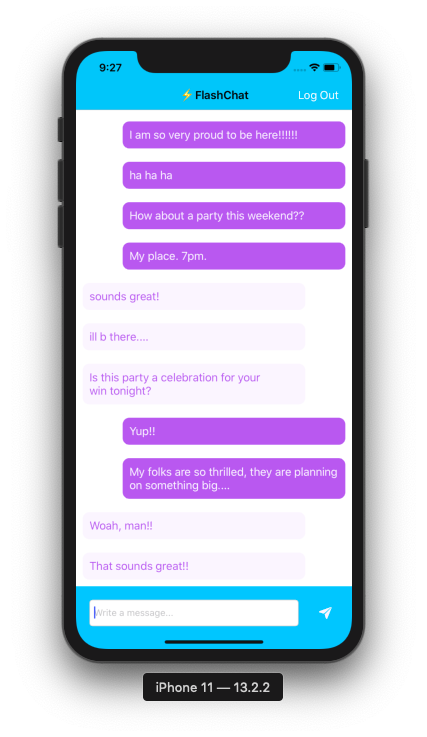 9:27
⚡FlashChat
Log Out
I am so very proud to be here!!!!!!
ha ha ha
How about a party this weekend??
My place. 7pm.
sounds great!
ill b there....
Is this party a celebration for your
win tonight?
Yup!!
My folks are so thrilled, they are planning
on something big....
Woah, man!!
That sounds great!!
Write a message...
iPhone 11 — 13.2.2